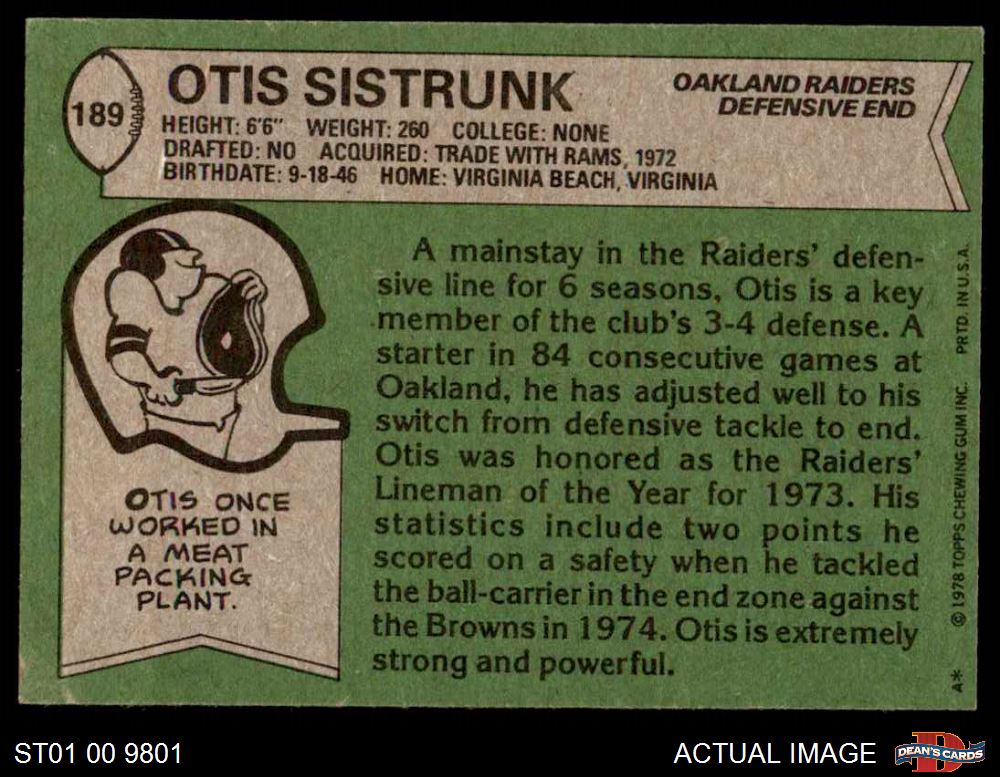 189
OTIS SISTRUNK
OAKLAND RAIDERS
DEFENSIVE END
HEIGHT: 6'6" WEIGHT: 260 COLLEGE: NONE
DRAFTED: NO ACQUIRED: TRADE WITH RAMS, 1972
BIRTHDATE: 9-18-46 HOME: VIRGINIA BEACH, VIRGINIA
OTIS ONCE
WORKED IN
A MEAT
PACKING
PLANT.
A mainstay in the Raiders' defen-
sive line for 6 seasons, Otis is a key
member of the club's 3-4 defense. A
starter in 84 consecutive games at
Oakland, he has adjusted well to his
switch from defensive tackle to end.
Otis was honored as the Raiders'
Lineman of the Year for 1973. His
statistics include two points he
scored on a safety when he tackled
the ball-carrier in the end zone against
the Browns in 1974. Otis is extremely
strong and powerful.
A* © 1978 TOPPS CHEWING GUM INC. PRTD. IN U.S.A.
ST01 00 9801
ACTUAL IMAGE
D
DEAN'S CARDS